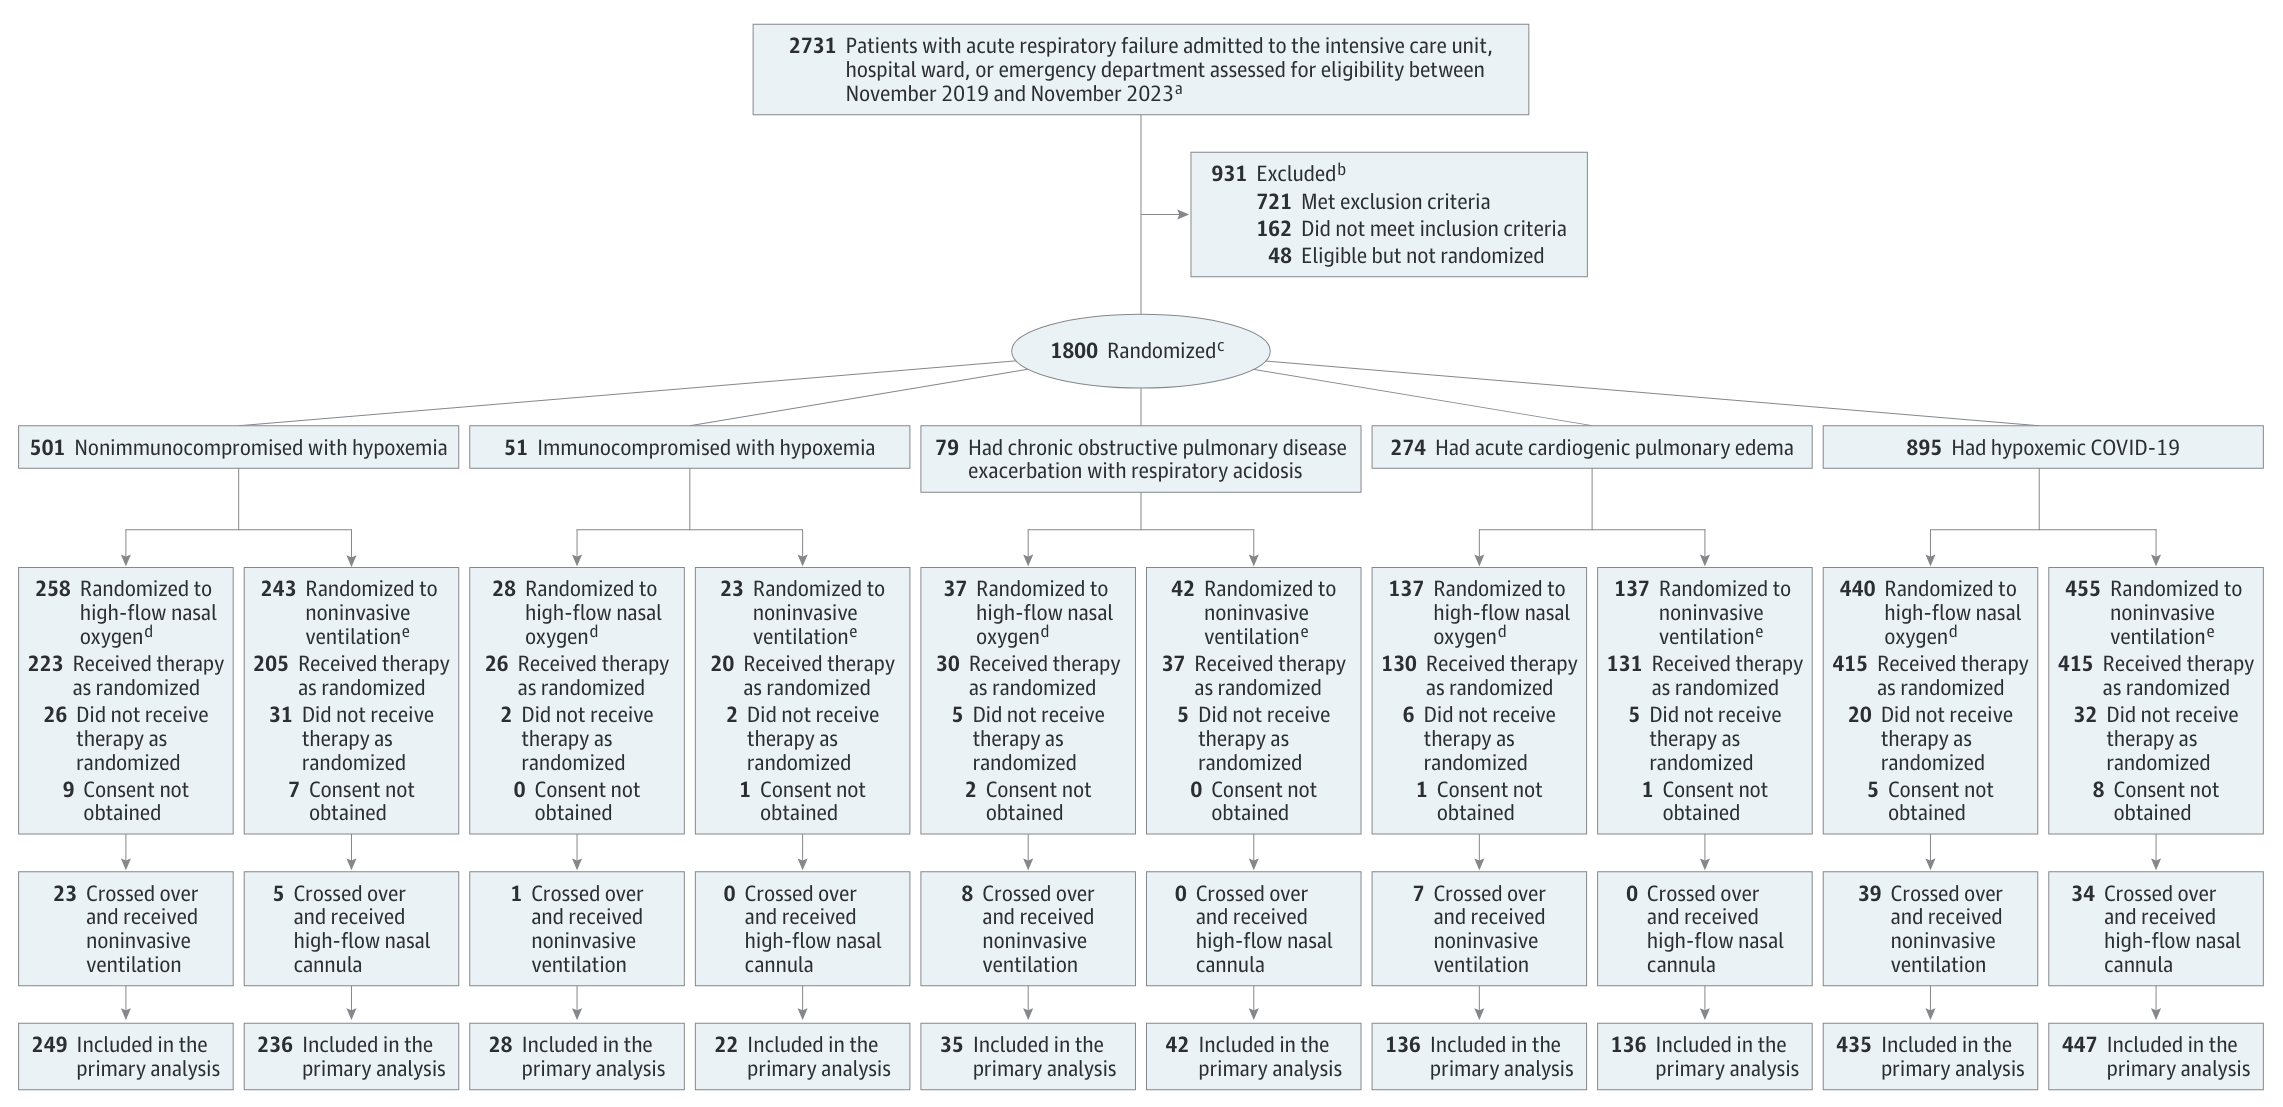 2731 Patients with acute respiratory failure admitted to the intensive care unit,
hospital ward, or emergency department assessed for eligibility between
November 2019 and November 2023a
931 Excludedb
721 Met exclusion criteria
162 Did not meet inclusion criteria
48 Eligible but not randomized
1800 Randomizedc
501 Nonimmunocompromised with hypoxemia
51 Immunocompromised with hypoxemia
79 Had chronic obstructive pulmonary disease
exacerbation with respiratory acidosis
274 Had acute cardiogenic pulmonary edema
895 Had hypoxemic COVID-19
258 Randomized to
high-flow nasal
oxygend
223 Received therapy
as randomized
26 Did not receive
therapy as
randomized
9 Consent not
obtained
243 Randomized to
noninvasive
ventilatione
205 Received therapy
as randomized
31 Did not receive
therapy as
randomized
7 Consent not
obtained
28 Randomized to
high-flow nasal
oxygend
26 Received therapy
as randomized
2 Did not receive
therapy as
randomized
0 Consent not
obtained
23 Randomized to
noninvasive
ventilatione
20 Received therapy
as randomized
2 Did not receive
therapy as
randomized
1 Consent not
obtained
37 Randomized to
high-flow nasal
oxygend
30 Received therapy
as randomized
5 Did not receive
therapy as
randomized
2 Consent not
obtained
42 Randomized to
noninvasive
ventilatione
37 Received therapy
as randomized
5 Did not receive
therapy as
randomized
0 Consent not
obtained
137 Randomized to
high-flow nasal
oxygend
130 Received therapy
as randomized
6 Did not receive
therapy as
randomized
1 Consent not
obtained
137 Randomized to
noninvasive
ventilatione
131 Received therapy
as randomized
5 Did not receive
therapy as
randomized
1 Consent not
obtained
440 Randomized to
high-flow nasal
oxygend
415 Received therapy
as randomized
20 Did not receive
therapy as
randomized
5 Consent not
obtained
455 Randomized to
noninvasive
ventilatione
415 Received therapy
as randomized
32 Did not receive
therapy as
randomized
8 Consent not
obtained
23 Crossed over
and received
noninvasive
ventilation
5 Crossed over
and received
high-flow nasal
cannula
1 Crossed over
and received
noninvasive
ventilation
0 Crossed over
and received
high-flow nasal
cannula
8 Crossed over
and received
noninvasive
ventilation
0 Crossed over
and received
high-flow nasal
cannula
7 Crossed over
and received
noninvasive
ventilation
0 Crossed over
and received
high-flow nasal
cannula
39 Crossed over
and received
noninvasive
ventilation
34 Crossed over
and received
high-flow nasal
cannula
249 Included in the
primary analysis
236 Included in the
primary analysis
28 Included in the
primary analysis
22 Included in the
primary analysis
35 Included in the
primary analysis
42 Included in the
primary analysis
136 Included in the
primary analysis
136 Included in the
primary analysis
435 Included in the
primary analysis
447 Included in the
primary analysis